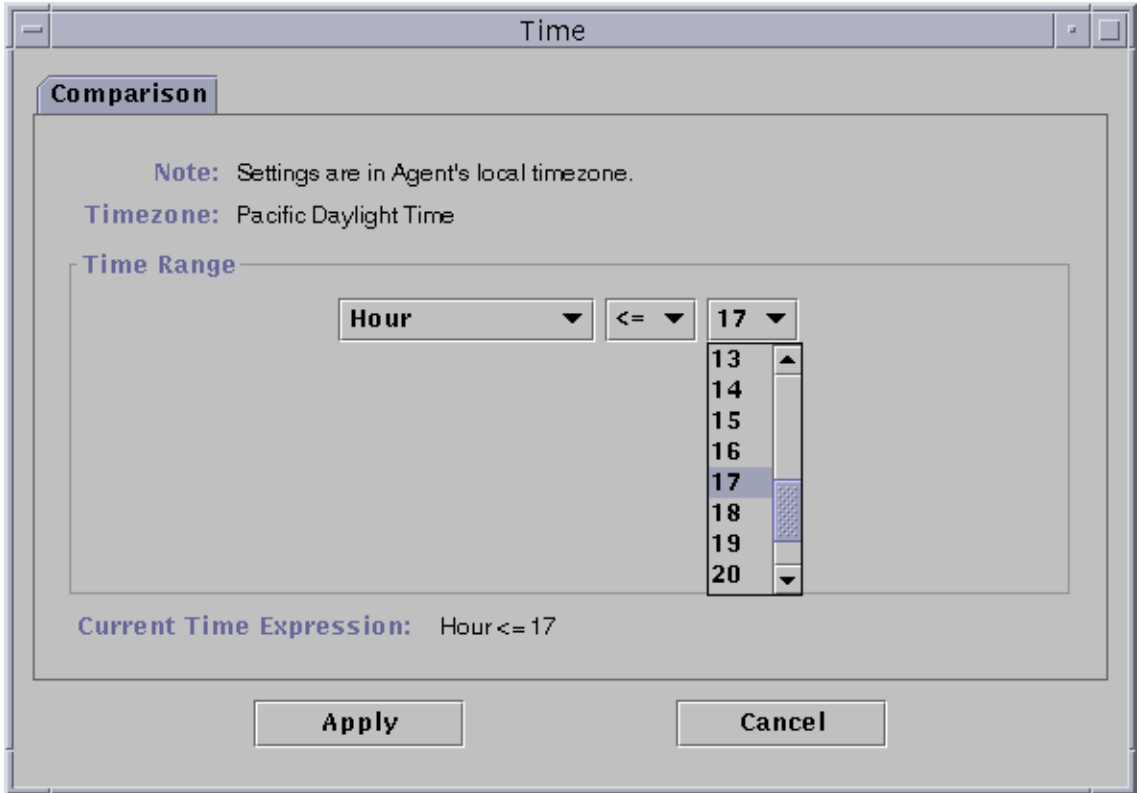 Time
Comparison
Note: Settings are in Agent's local timezone.
Timezone: Pacific Daylight Time
Time Range
Hour <= 17
13
14
15
16
17
18
19
20
Current Time Expression: Hour <= 17
Apply Cancel